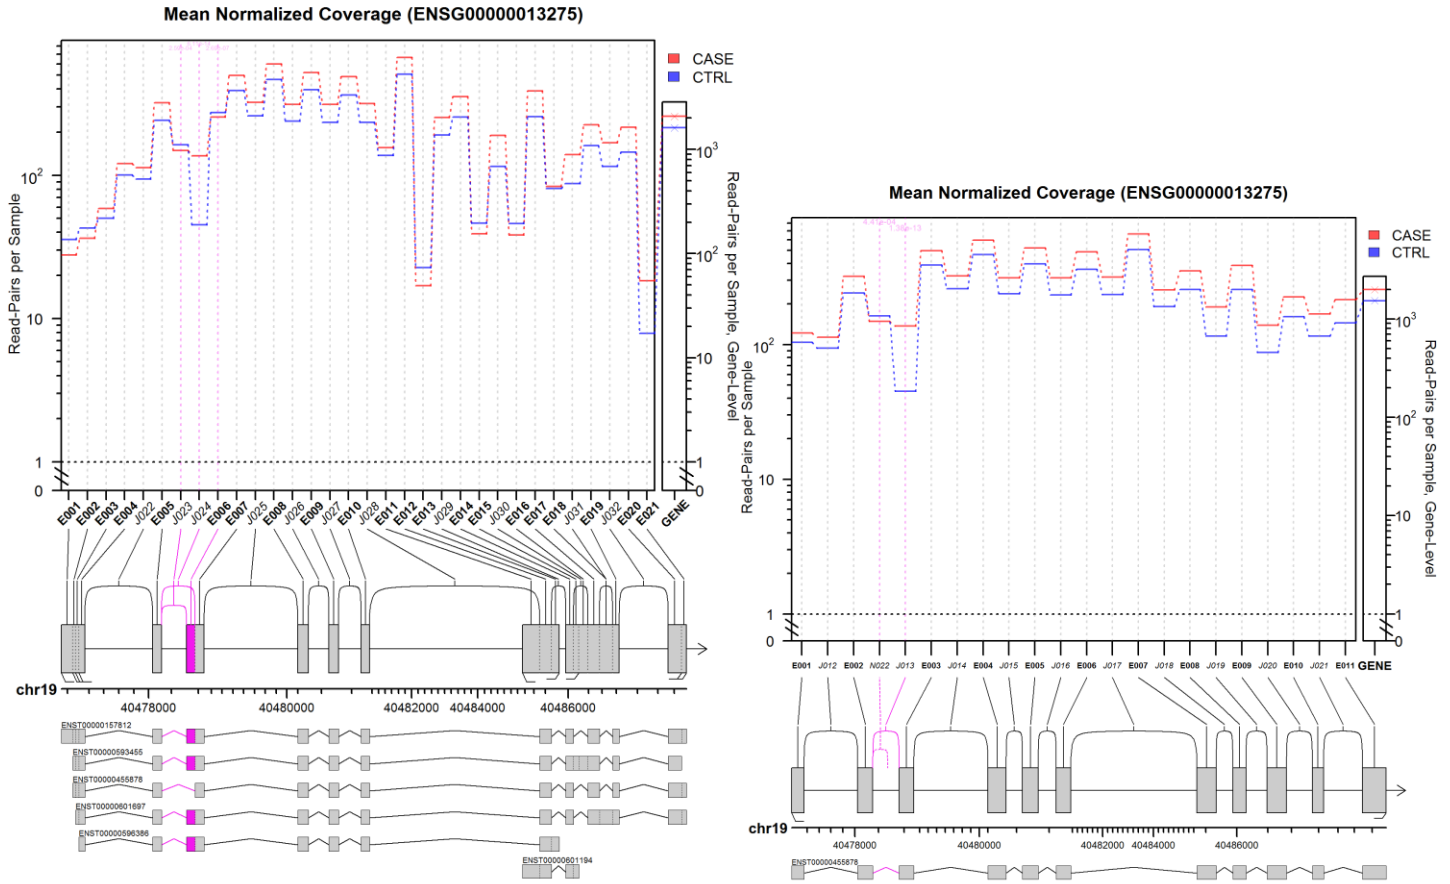 Mean Normalized Coverage (ENSG00000013275)
CASE
CTRL
Read-Pairs per Sample
10²
10
1
0
10³
10²
10
1
0
Read-Pairs per Sample, Gene-Level
E001 E002 E003 E004 J022 E005 J023 J024 E006 E007 J025 E008 J026 E009 J027 E010 J028 E011 E012 E013 J029 E014 E015 J030 E016 E017 E018 J031 E019 J032 E020 E021 GENE
chr19
40478000 40480000 40482000 40484000 40486000
ENST00000157812
ENST00000593455
ENST00000455878
ENST00000601697
ENST00000596386
ENST00000601194
Mean Normalized Coverage (ENSG00000013275)
CASE
CTRL
4.41e-04
Read-Pairs per Sample
10²
10
1
0
10³
10²
10
1
0
Read-Pairs per Sample, Gene-Level
E001 J012 E002 N022 J013 E003 J014 E004 J015 E005 J016 E006 J017 E007 J018 E008 J019 E009 J020 E010 J021 E011 GENE
chr19
40478000 40480000 40482000 40484000 40486000
ENST00000455878